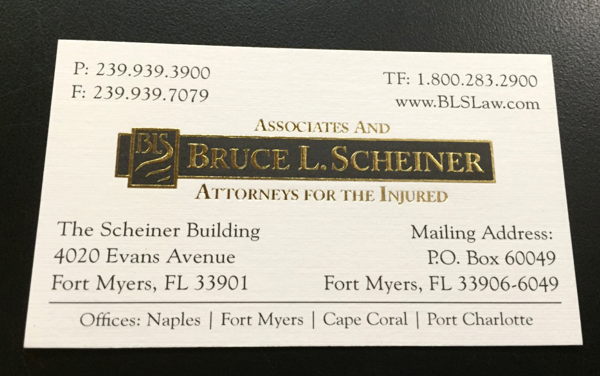 P: 239.939.3900
F: 239.939.7079
TF: 1.800.283.2900
www.BLSLaw.com
Associates And
BLS
Bruce L. Scheiner
Attorneys for the Injured
The Scheiner Building
4020 Evans Avenue
Fort Myers, FL 33901
Mailing Address:
P.O. Box 60049
Fort Myers, FL 33906-6049
Offices: Naples | Fort Myers | Cape Coral | Port Charlotte